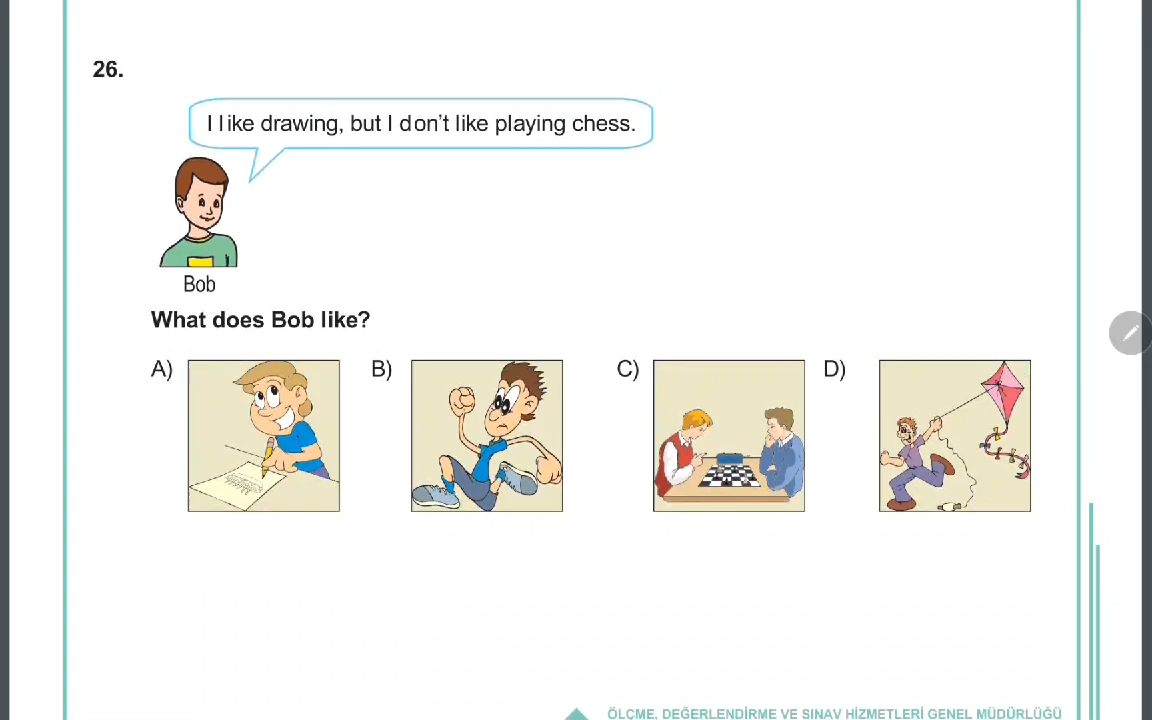 26.
I like drawing, but I don't like playing chess.
Bob
What does Bob like?
A) B) C) D)
ÖLÇME, DEĞERLENDİRME VE SINAV HİZMETLERİ GENEL MÜDÜRLÜĞÜ